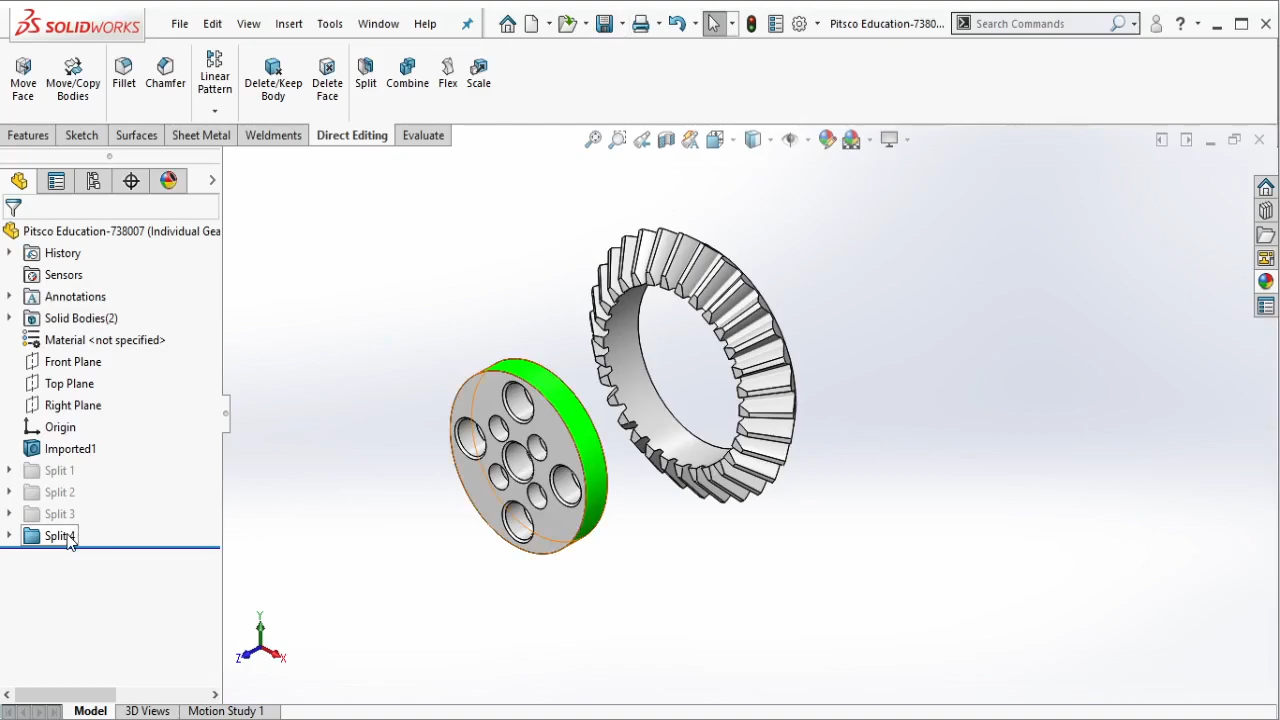 SOLIDWORKS
File Edit View Insert Tools Window Help
Pitsco Education-7380...
Search Commands
?
Move Face
Move/Copy Bodies
Fillet
Chamfer
Linear Pattern
Delete/Keep Body
Delete Face
Split
Combine
Flex
Scale
Features Sketch Surfaces Sheet Metal Weldments Direct Editing Evaluate
Pitsco Education-738007 (Individual Gea
History
Sensors
Annotations
Solid Bodies(2)
Material <not specified>
Front Plane
Top Plane
Right Plane
Origin
Imported1
Split 1
Split 2
Split 3
Split 4
Y
Z
X
Model 3D Views Motion Study 1